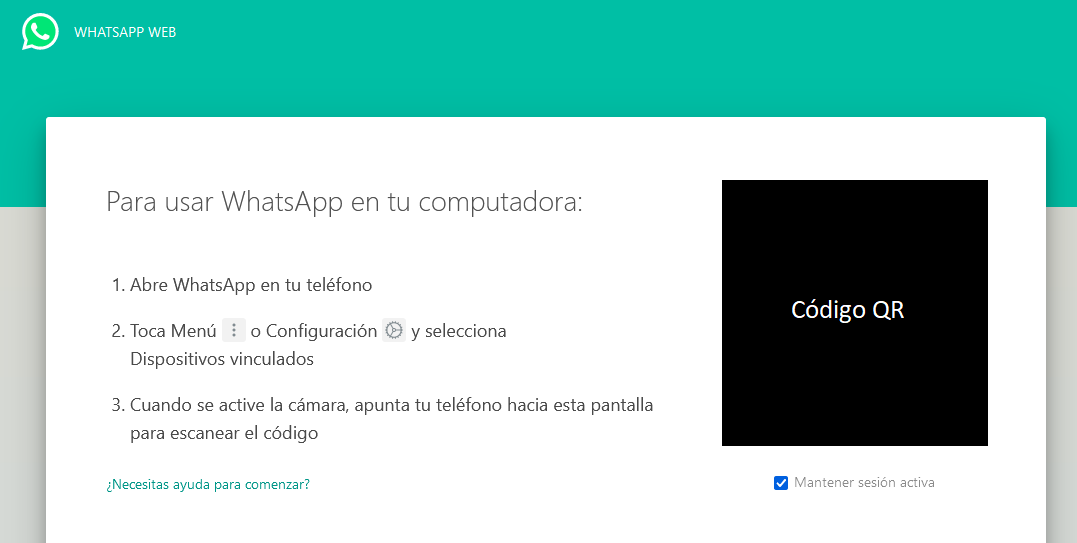 WHATSAPP WEB
Para usar WhatsApp en tu computadora:
1. Abre WhatsApp en tu teléfono
2. Toca Menú o Configuración y selecciona
Dispositivos vinculados
3. Cuando se active la cámara, apunta tu teléfono hacia esta pantalla
para escanear el código
¿Necesitas ayuda para comenzar?
Código QR
Mantener sesión activa